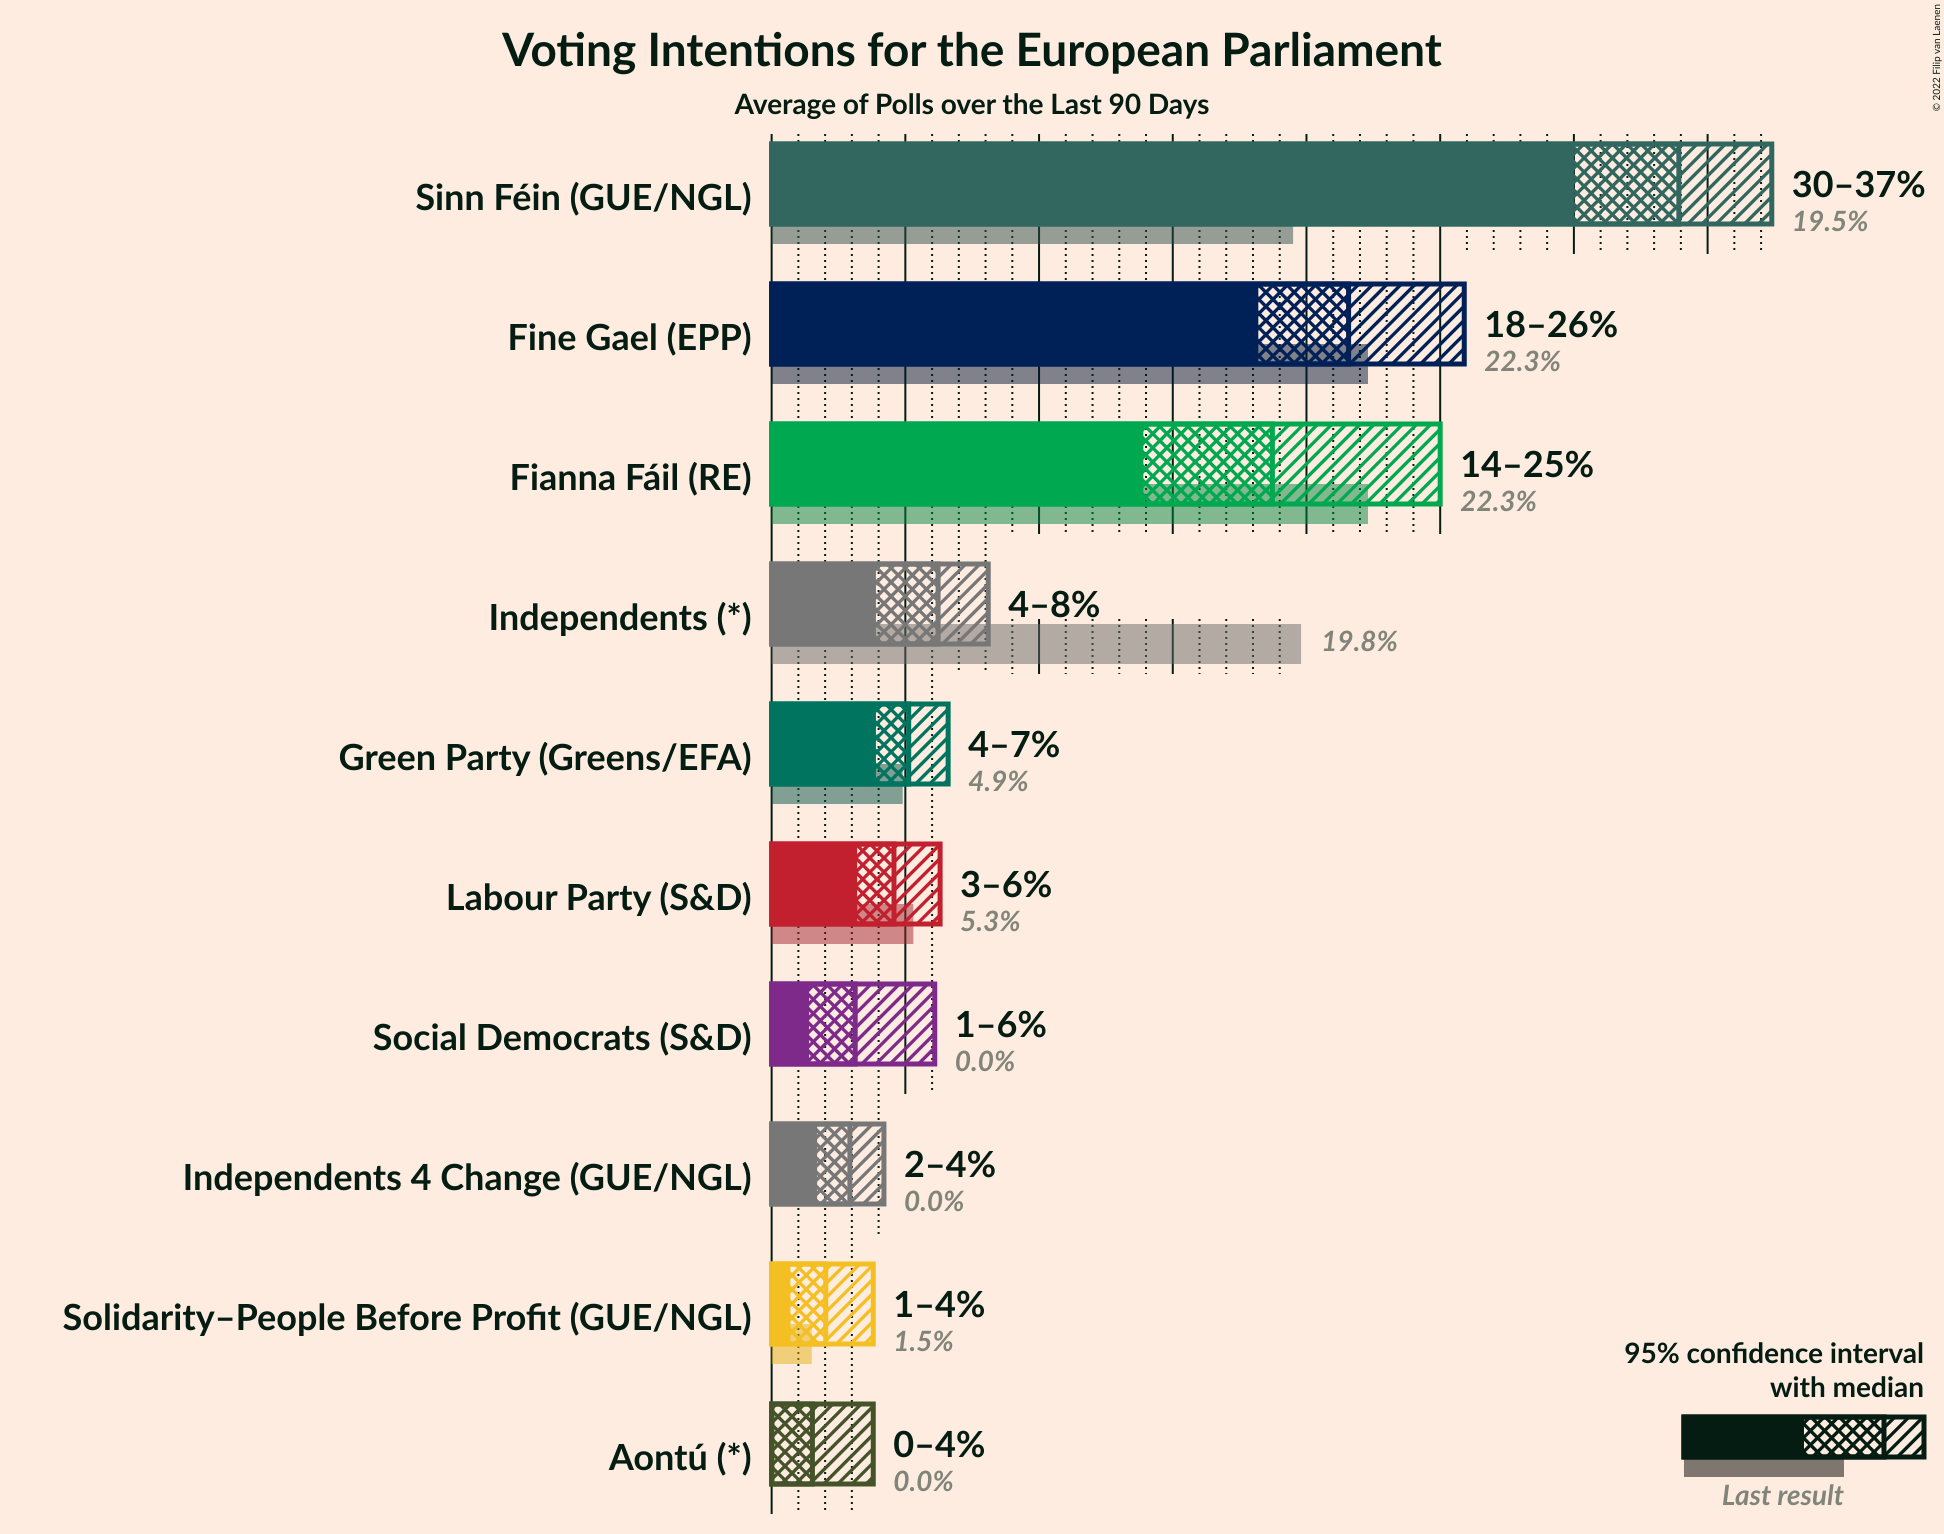 Voting Intentions for the European Parliament
Average of Polls over the Last 90 Days
© 2022 Filip van Laenen
Sinn Féin (GUE/NGL)
30–37%
19.5%
Fine Gael (EPP)
18–26%
22.3%
Fianna Fáil (RE)
14–25%
22.3%
Independents (*)
4–8%
19.8%
Green Party (Greens/EFA)
4–7%
4.9%
Labour Party (S&D)
3–6%
5.3%
Social Democrats (S&D)
1–6%
0.0%
Independents 4 Change (GUE/NGL)
2–4%
0.0%
Solidarity–People Before Profit (GUE/NGL)
1–4%
1.5%
Aontú (*)
0–4%
0.0%
95% confidence interval
with median
Last result